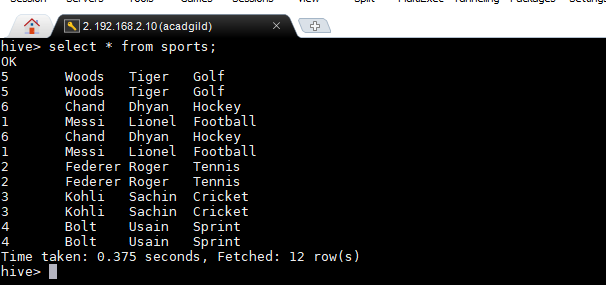 2. 192.168.2.10 (acadgild)
hive> select * from sports;
OK
5 Woods Tiger Golf
5 Woods Tiger Golf
6 Chand Dhyan Hockey
1 Messi Lionel Football
6 Chand Dhyan Hockey
1 Messi Lionel Football
2 Federer Roger Tennis
2 Federer Roger Tennis
3 Kohli Sachin Cricket
3 Kohli Sachin Cricket
4 Bolt Usain Sprint
4 Bolt Usain Sprint
Time taken: 0.375 seconds, Fetched: 12 row(s)
hive>